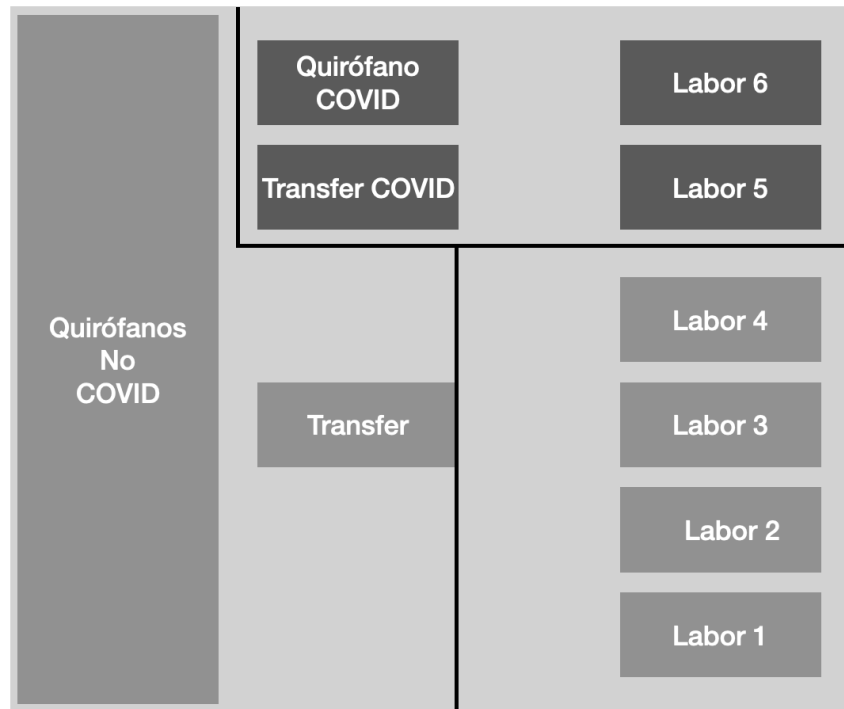 Quirófano
COVID
Labor 6
Transfer COVID
Labor 5
Quirófanos
No
COVID
Labor 4
Transfer
Labor 3
Labor 2
Labor 1